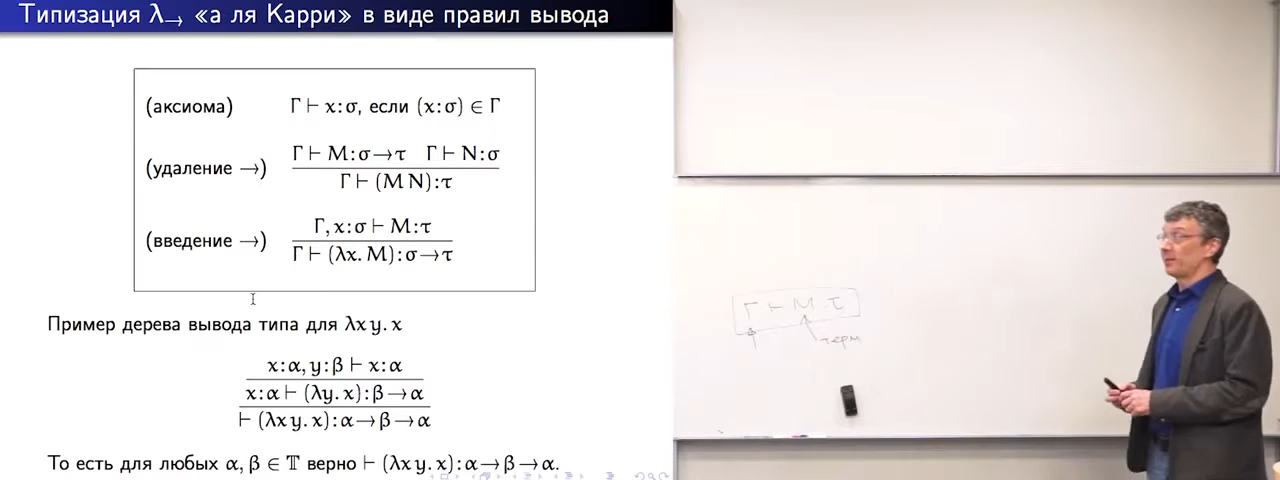 Типизация λ→ «а ля Карри» в виде правил вывода
(аксиома) Γ ⊢ x:σ, если (x:σ) ∈ Γ
(удаление →) Γ ⊢ M:σ→τ Γ ⊢ N:σ
Γ ⊢ (M N):τ
(введение →) Γ, x:σ ⊢ M:τ
Γ ⊢ (λx. M):σ→τ
Пример дерева вывода типа для λx y. x
x:α, y:β ⊢ x:α
x:α ⊢ (λy. x):β→α
⊢ (λx y. x):α→β→α
То есть для любых α, β ∈ 𝕋 верно ⊢ (λx y. x):α→β→α.
Γ ⊢ M:τ
терм